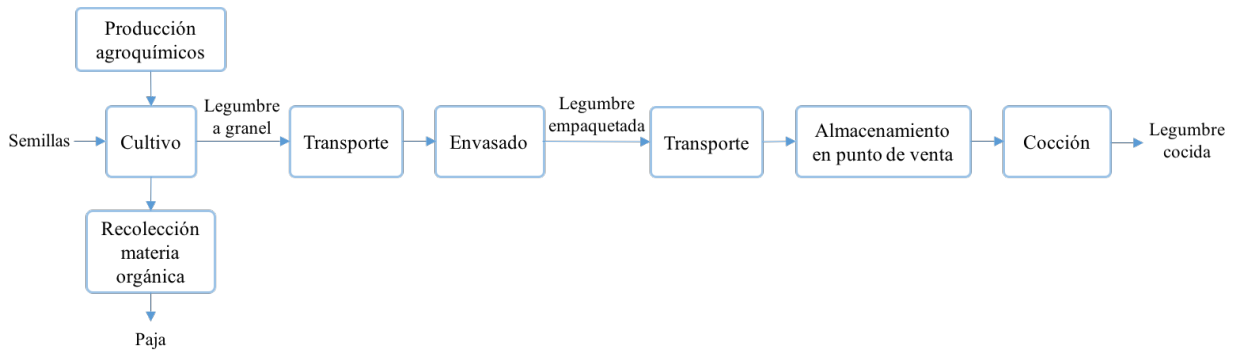 Producción
agroquímicos
Semillas
Cultivo
Legumbre
a granel
Transporte
Envasado
Legumbre
empaquetada
Transporte
Almacenamiento
en punto de venta
Cocción
Legumbre
cocida
Recolección
materia
orgánica
Paja